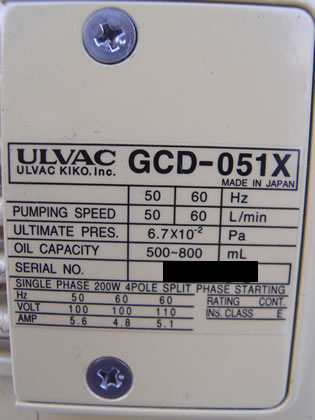 ULVAC GCD-051X
ULVAC KIKO.Inc. MADE IN JAPAN
50 60 Hz
PUMPING SPEED 50 60 L/min
ULTIMATE PRES. 6.7X10⁻² Pa
OIL CAPACITY 500~800 mL
SERIAL NO.
SINGLE PHASE 200W 4POLE SPLIT PHASE STARTING
Hz 50 60 60 RATING CONT.
VOLT 100 100 110 INS. CLASS E
AMP 5.6 4.8 5.1